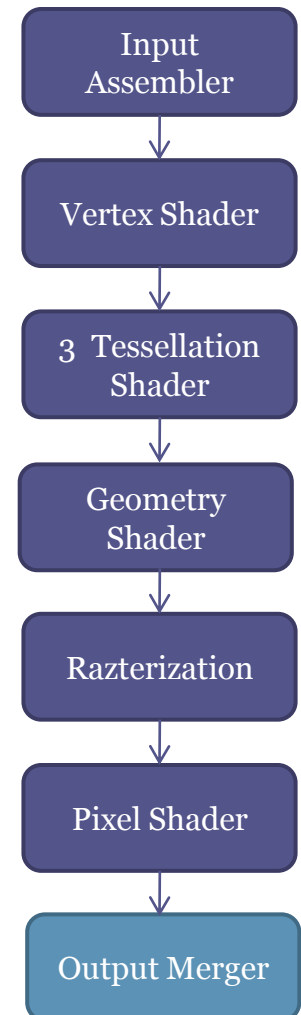 Input
Assembler
Vertex Shader
3 Tessellation
Shader
Geometry
Shader
Razterization
Pixel Shader
Output Merger